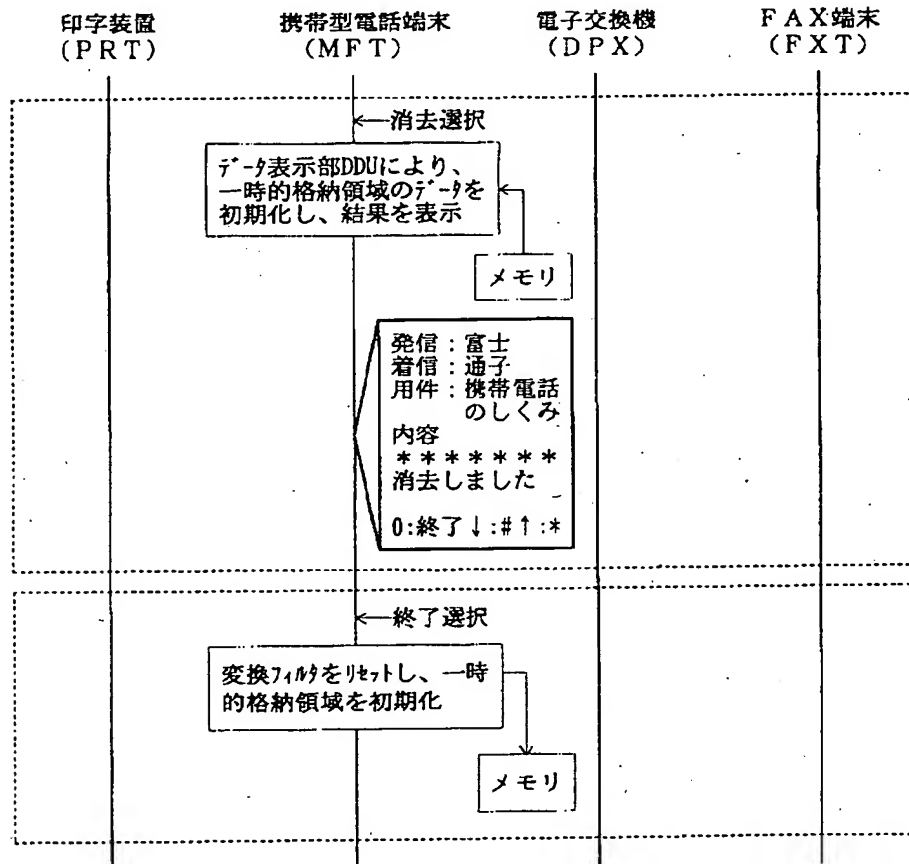 印字装置
(PRT)
携帯型電話端末
(MFT)
電子交換機
(DPX)
FAX端末
(FXT)
←消去選択
データ表示部DDUにより、
一時的格納領域のデータを
初期化し、結果を表示
メモリ
発信:富士
着信:通子
用件:携帯電話
のしくみ
内容
*******
消去しました
0:終了↓:#↑:*
←終了選択
変換フィルタをリセットし、一時
的格納領域を初期化
メモリ